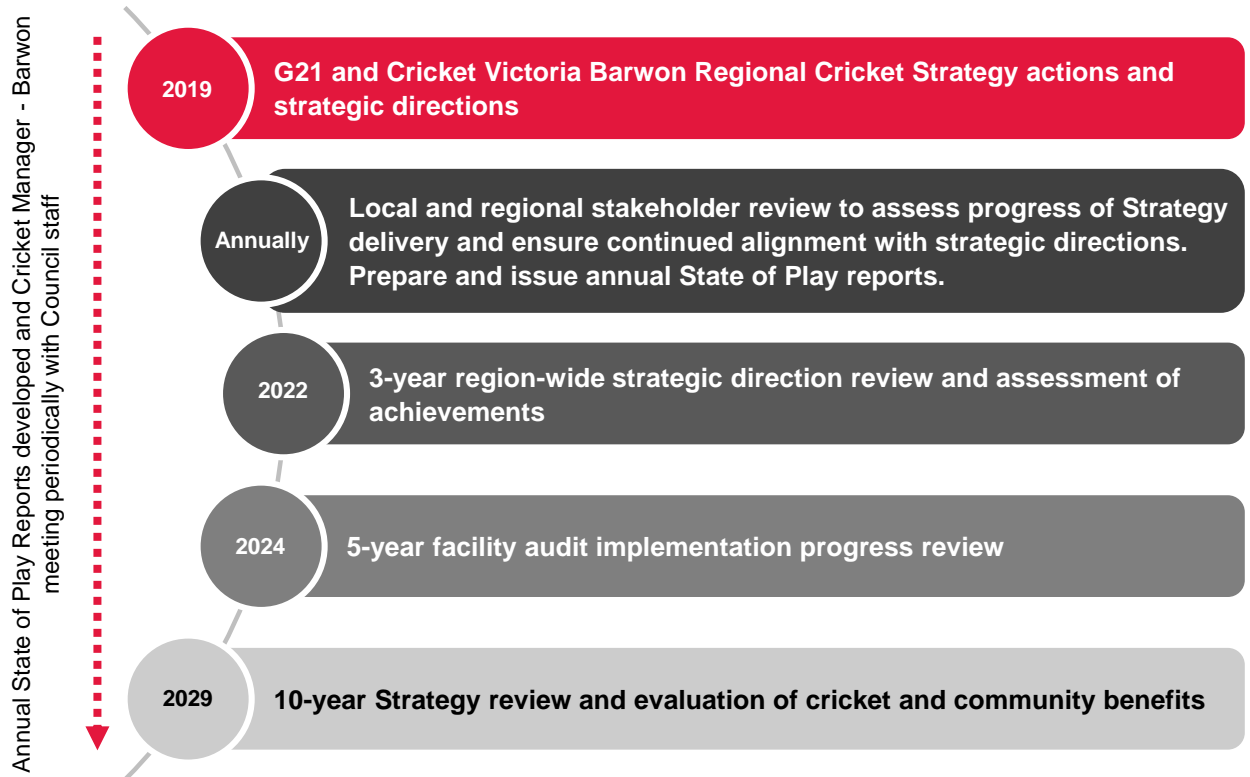 Annual State of Play Reports developed and Cricket Manager - Barwon
meeting periodically with Council staff
2019
G21 and Cricket Victoria Barwon Regional Cricket Strategy actions and
strategic directions
Annually
Local and regional stakeholder review to assess progress of Strategy
delivery and ensure continued alignment with strategic directions.
Prepare and issue annual State of Play reports.
2022
3-year region-wide strategic direction review and assessment of
achievements
2024
5-year facility audit implementation progress review
2029
10-year Strategy review and evaluation of cricket and community benefits